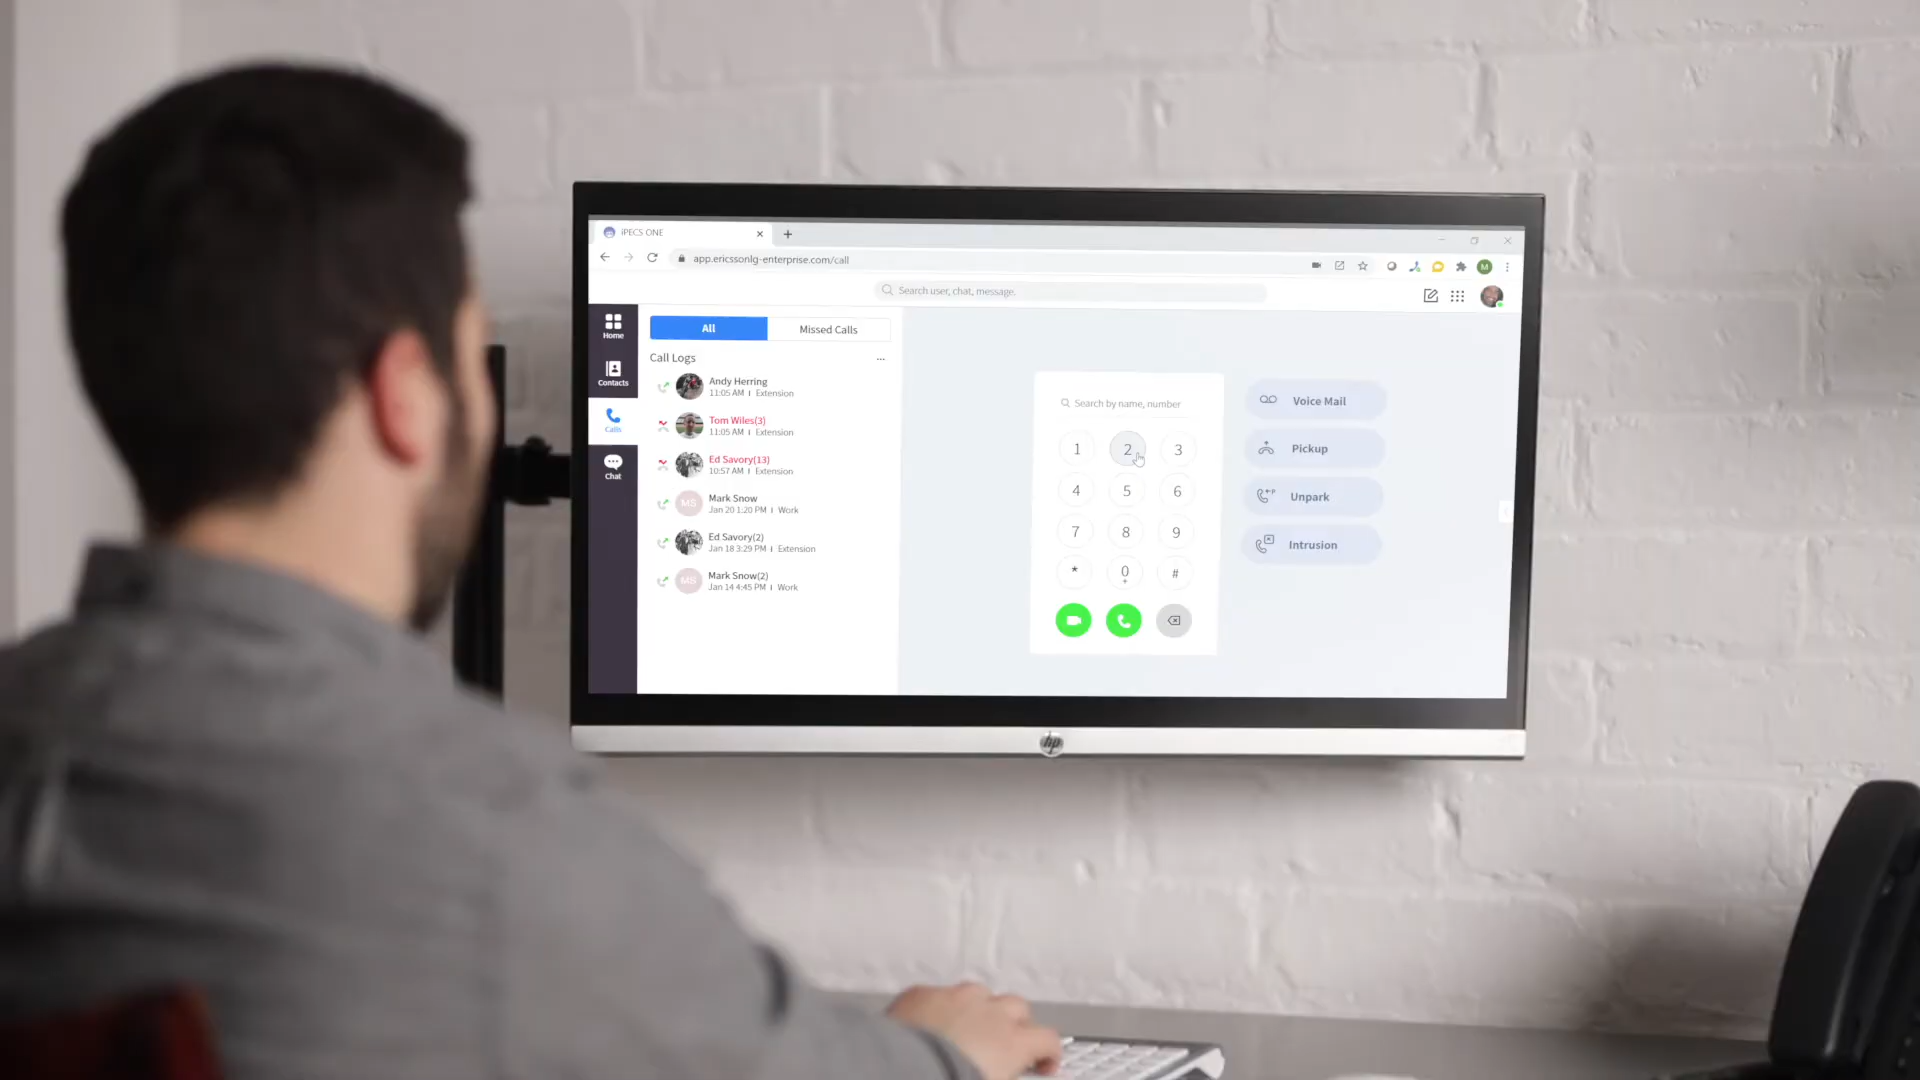 iPECS ONE
app.ericssonlg-enterprise.com/call
M
Search user, chat, message.
Home
Contacts
Calls
Chat
All
Missed Calls
Call Logs
Andy Herring
11:05 AM | Extension
Tom Wiles(3)
11:05 AM | Extension
Ed Savory(13)
10:57 AM | Extension
MS
Mark Snow
Jan 20 1:20 PM | Work
Ed Savory(2)
Jan 18 3:29 PM | Extension
MS
Mark Snow(2)
Jan 14 4:45 PM | Work
Search by name, number
1 2 3
4 5 6
7 8 9
* 0 #
+
Voice Mail
Pickup
Unpark
Intrusion
hp